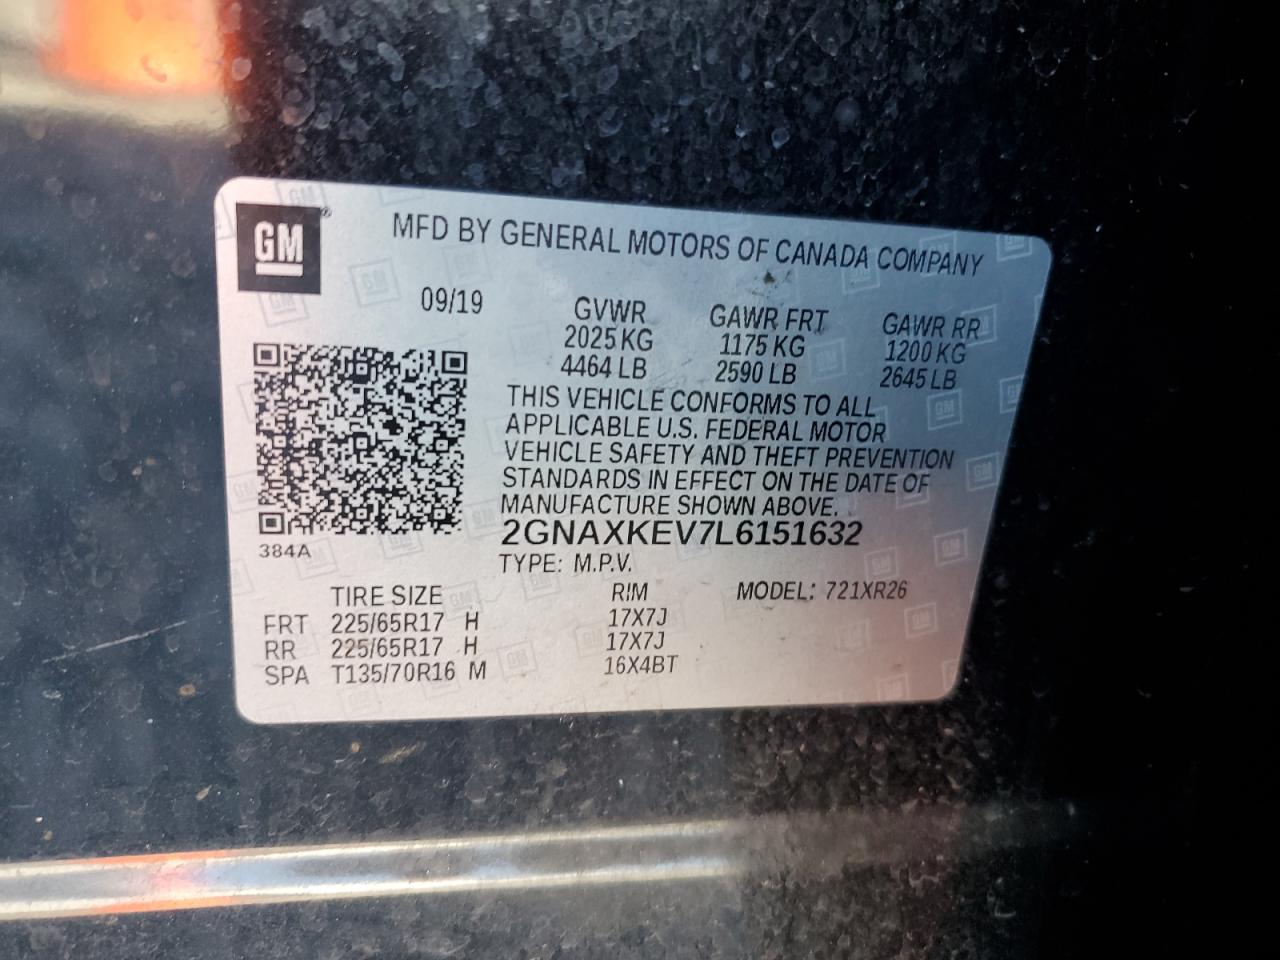 GM
MFD BY GENERAL MOTORS OF CANADA COMPANY
09/19
GVWR GAWR FRT GAWR RR
2025 KG 1175 KG 1200 KG
4464 LB 2590 LB 2645 LB
THIS VEHICLE CONFORMS TO ALL
APPLICABLE U.S. FEDERAL MOTOR
VEHICLE SAFETY AND THEFT PREVENTION
STANDARDS IN EFFECT ON THE DATE OF
MANUFACTURE SHOWN ABOVE.
2GNAXKEV7L6151632
384A
TYPE: M.P.V.
TIRE SIZE RIM MODEL: 721XR26
FRT 225/65R17 H 17X7J
RR 225/65R17 H 17X7J
SPA T135/70R16 M 16X4BT